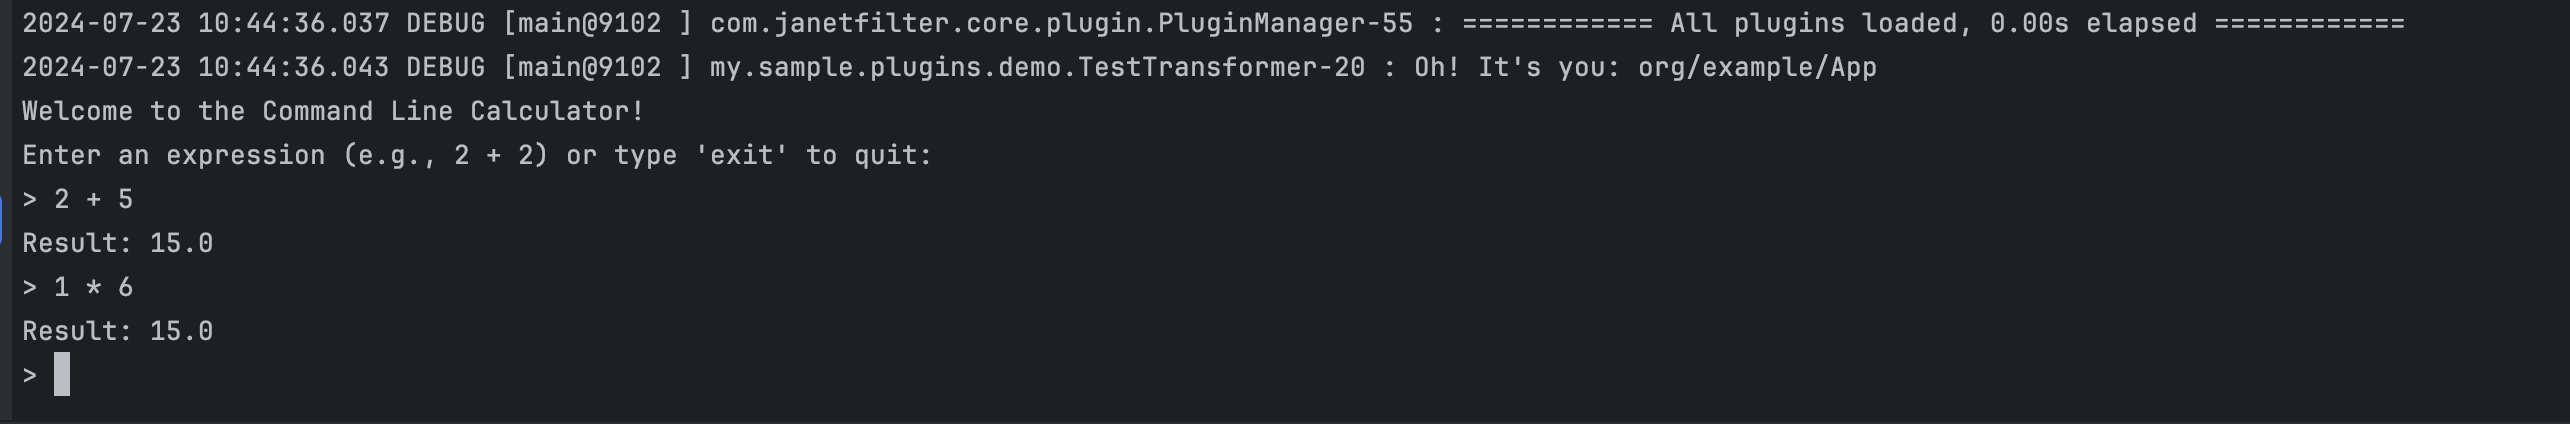 2024-07-23 10:44:36.037 DEBUG [main@9102 ] com.janetfilter.core.plugin.PluginManager-55 : ============ All plugins loaded, 0.00s elapsed ============
2024-07-23 10:44:36.043 DEBUG [main@9102 ] my.sample.plugins.demo.TestTransformer-20 : Oh! It's you: org/example/App
Welcome to the Command Line Calculator!
Enter an expression (e.g., 2 + 2) or type 'exit' to quit:
> 2 + 5
Result: 15.0
> 1 * 6
Result: 15.0
>